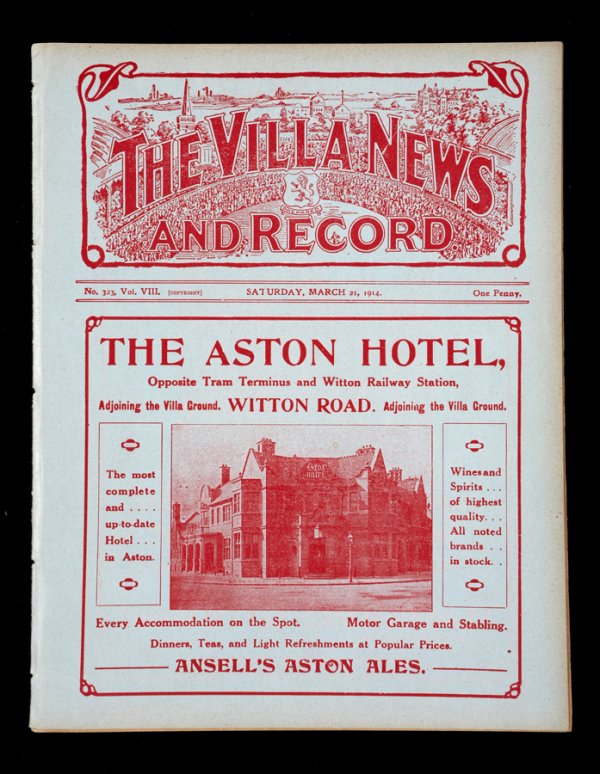 THE VILLA NEWS
AND RECORD.
No. 323, Vol. VIII. [COPYRIGHT] SATURDAY, MARCH 21, 1914. One Penny.
THE ASTON HOTEL,
Opposite Tram Terminus and Witton Railway Station,
Adjoining the Villa Ground. WITTON ROAD. Adjoining the Villa Ground.
The most
complete
and . . . .
up-to-date
Hotel . . .
in Aston.
ASTON
HOTEL
Wines and
Spirits . . .
of highest
quality. . .
All noted
brands . .
in stock. .
Every Accommodation on the Spot. Motor Garage and Stabling.
Dinners, Teas, and Light Refreshments at Popular Prices.
ANSELL'S ASTON ALES.